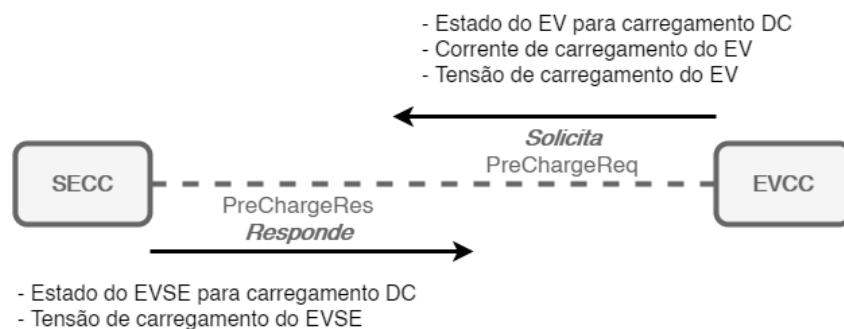 - Estado do EV para carregamento DC
- Corrente de carregamento do EV
- Tensão de carregamento do EV
Solicita
PreChargeReq
SECC
EVCC
PreChargeRes
Responde
- Estado do EVSE para carregamento DC
- Tensão de carregamento do EVSE